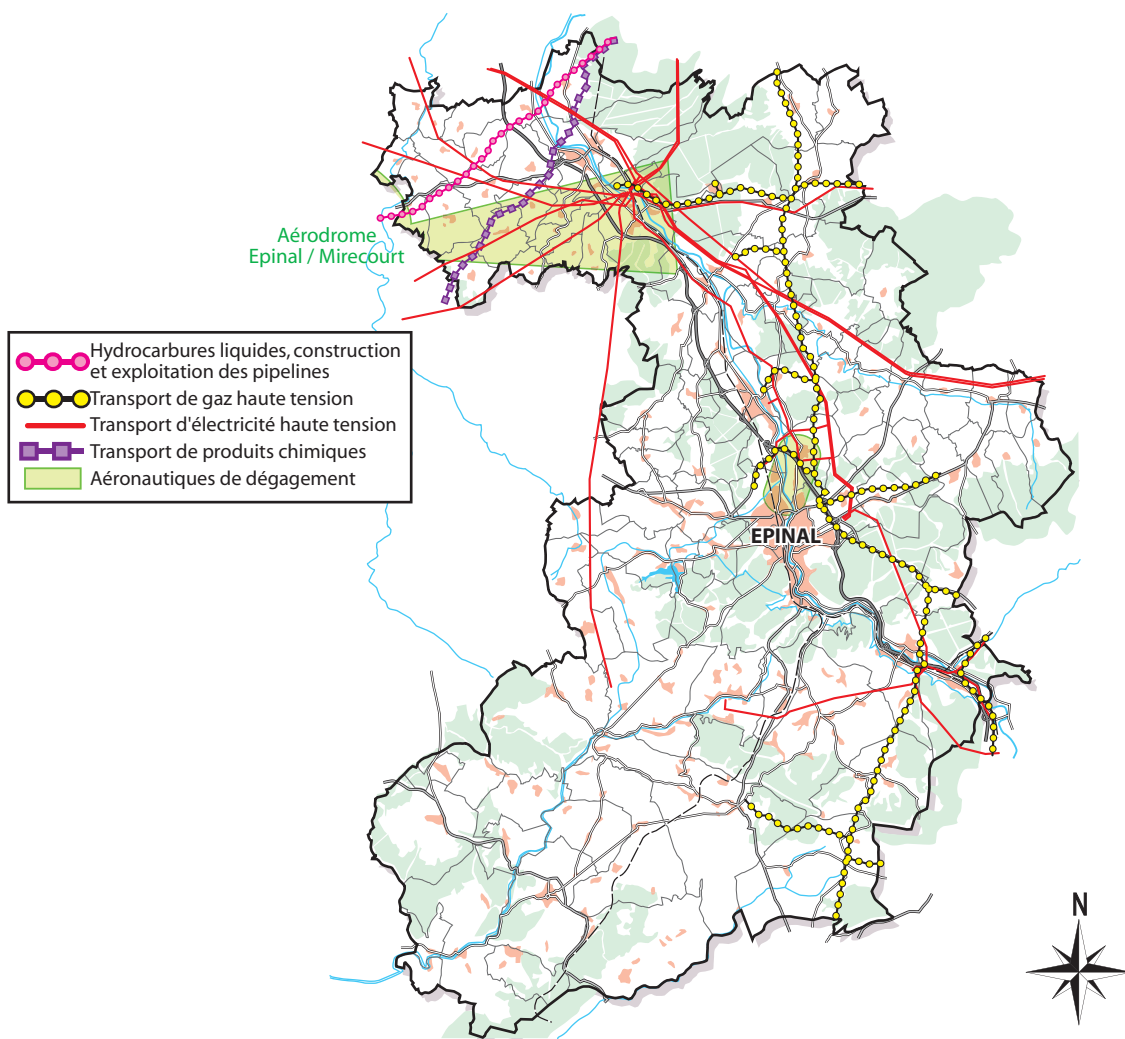 Aérodrome
Epinal / Mirecourt
Hydrocarbures liquides, construction
et exploitation des pipelines
Transport de gaz haute tension
Transport d'électricité haute tension
Transport de produits chimiques
Aéronautiques de dégagement
EPINAL
N